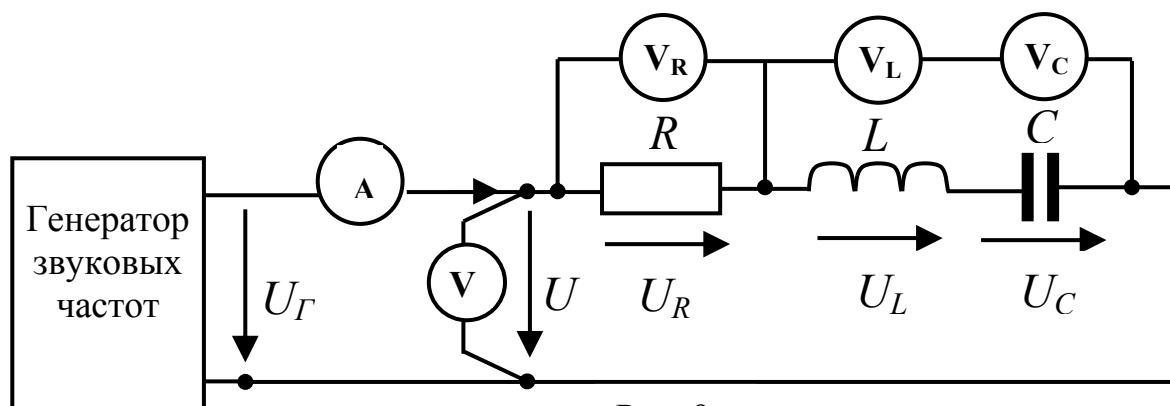 V_R
V_L
V_C
R
L
C
A
Генератор
звуковых
частот
U_Г
V
U
U_R
U_L
U_C